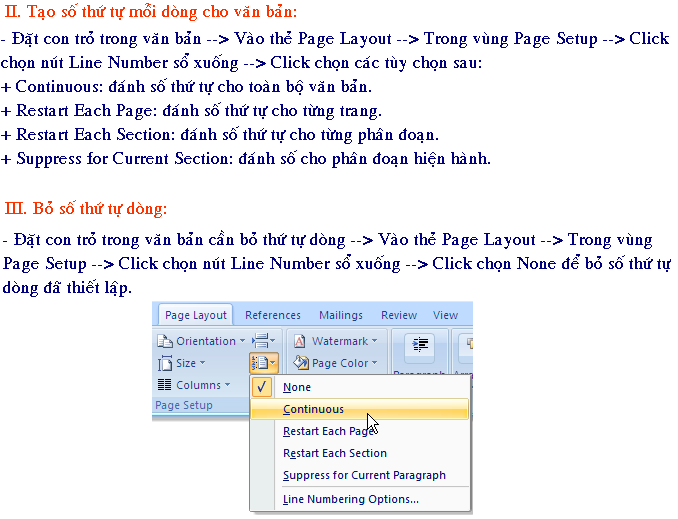 II. Tạo số thứ tự mỗi dòng cho văn bản:
- Đặt con trỏ trong văn bản --> Vào thẻ Page Layout --> Trong vùng Page Setup --> Click
chọn nút Line Number sổ xuống --> Click chọn các tùy chọn sau:
+ Continuous: đánh số thứ tự cho toàn bộ văn bản.
+ Restart Each Page: đánh số thứ tự cho từng trang.
+ Restart Each Section: đánh số thứ tự cho từng phân đoạn.
+ Suppress for Current Section: đánh số cho phân đoạn hiện hành.
III. Bỏ số thứ tự dòng:
- Đặt con trỏ trong văn bản cần bỏ thứ tự dòng --> Vào thẻ Page Layout --> Trong vùng
Page Setup --> Click chọn nút Line Number sổ xuống --> Click chọn None để bỏ số thứ tự
dòng đã thiết lập.
Page Layout References Mailings Review View
Orientation Watermark
Size Page Color
Columns
Page Setup
None
Continuous
Restart Each Page
Restart Each Section
Suppress for Current Paragraph
Line Numbering Options...